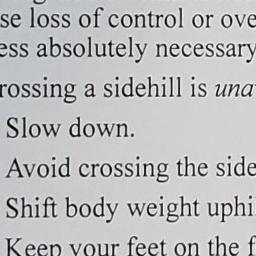 se loss of control or ove
ess absolutely necessary
rossing a sidehill is una
Slow down.
Avoid crossing the side
Shift body weight uphi
Keep your feet on the f